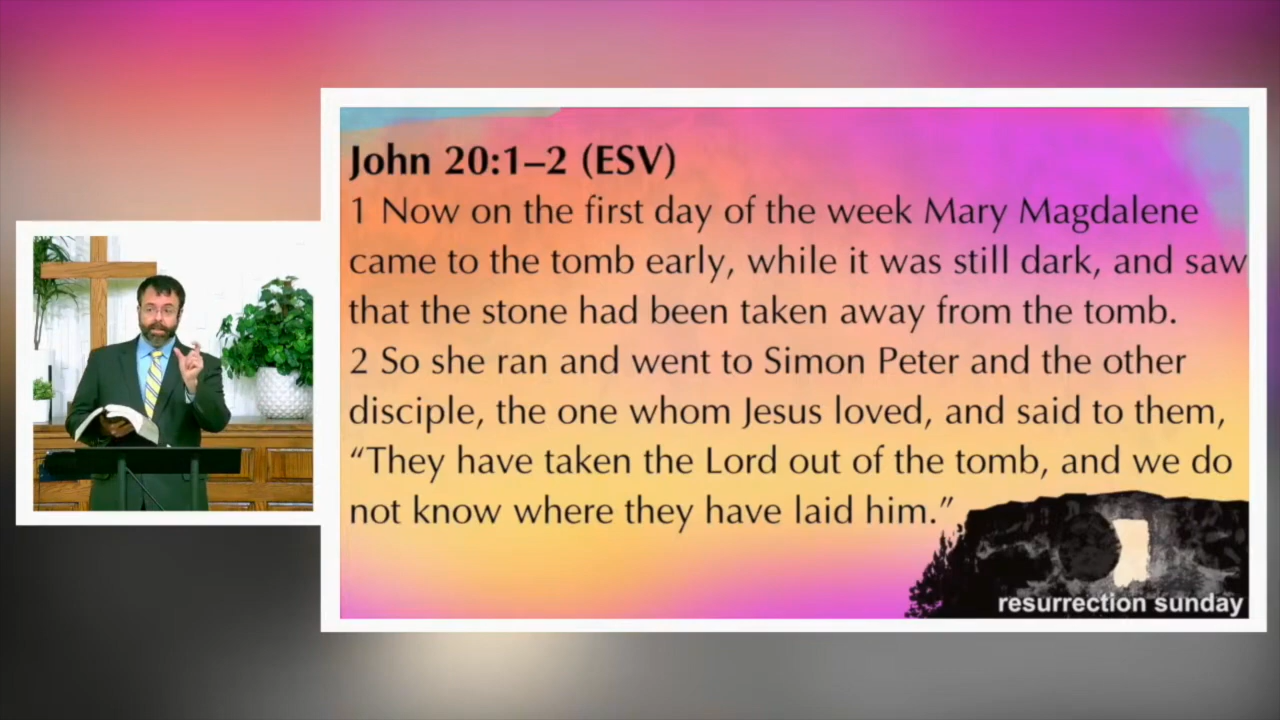 John 20:1–2 (ESV)
1 Now on the first day of the week Mary Magdalene
came to the tomb early, while it was still dark, and saw
that the stone had been taken away from the tomb.
2 So she ran and went to Simon Peter and the other
disciple, the one whom Jesus loved, and said to them,
“They have taken the Lord out of the tomb, and we do
not know where they have laid him.”
resurrection sunday